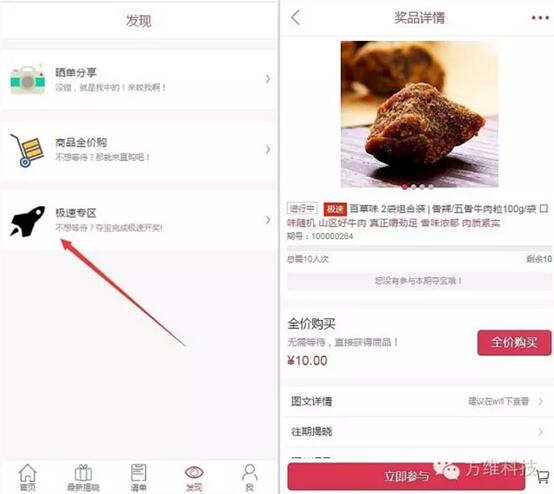 发现
晒单分享
没错，就是我中的！来咬我啊！
商品全价购
不想等待？那就来直购吧！
极速专区
不想等待？夺宝完成极速开奖!
首页
最新揭晓
清单
发现
我
奖品详情
进行中 极速 百草味 2袋组合装|香辣/五香牛肉粒100g/袋 口
味随机 山区好牛肉 真正嚼劲足 香味浓郁 肉质紧实
期号：100000264
总需10人次 剩余10
您没有参与本期夺宝哦！
全价购买
无需等待，直接获得商品！
¥10.00
全价购买
图文详情 建议在wifi下查看
往期揭晓
立即参与
方维科技